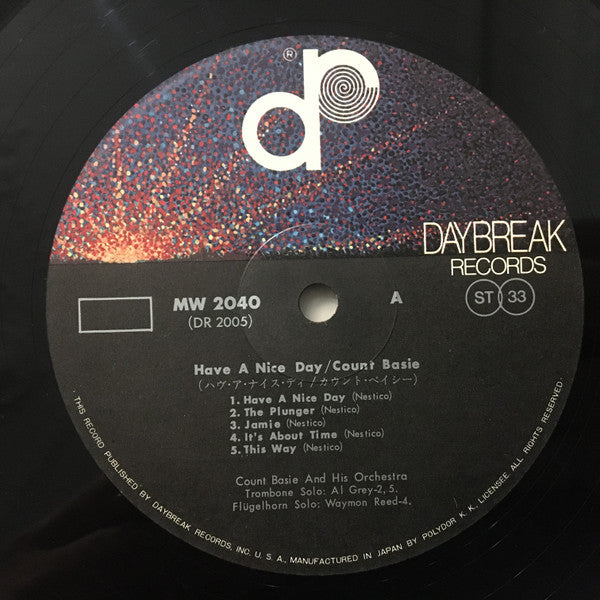 ®
dp
DAYBREAK
RECORDS
MW 2040
(DR 2005)
A
ST 33
Have A Nice Day/Count Basie
(ハヴ・ア・ナイス・デイ/カウント・ベイシー)
1. Have A Nice Day (Nestico)
2. The Plunger (Nestico)
3. Jamie (Nestico)
4. It's About Time (Nestico)
5. This Way (Nestico)
Count Basie And His Orchestra
Trombone Solo: Al Grey-2, 5.
Flügelhorn Solo: Waymon Reed-4.
THIS RECORD PUBLISHED BY DAYBREAK RECORDS, INC. U. S. A., MANUFACTURED IN JAPAN BY POLYDOR K. K. LICENSEE ALL RIGHTS RESERVED.